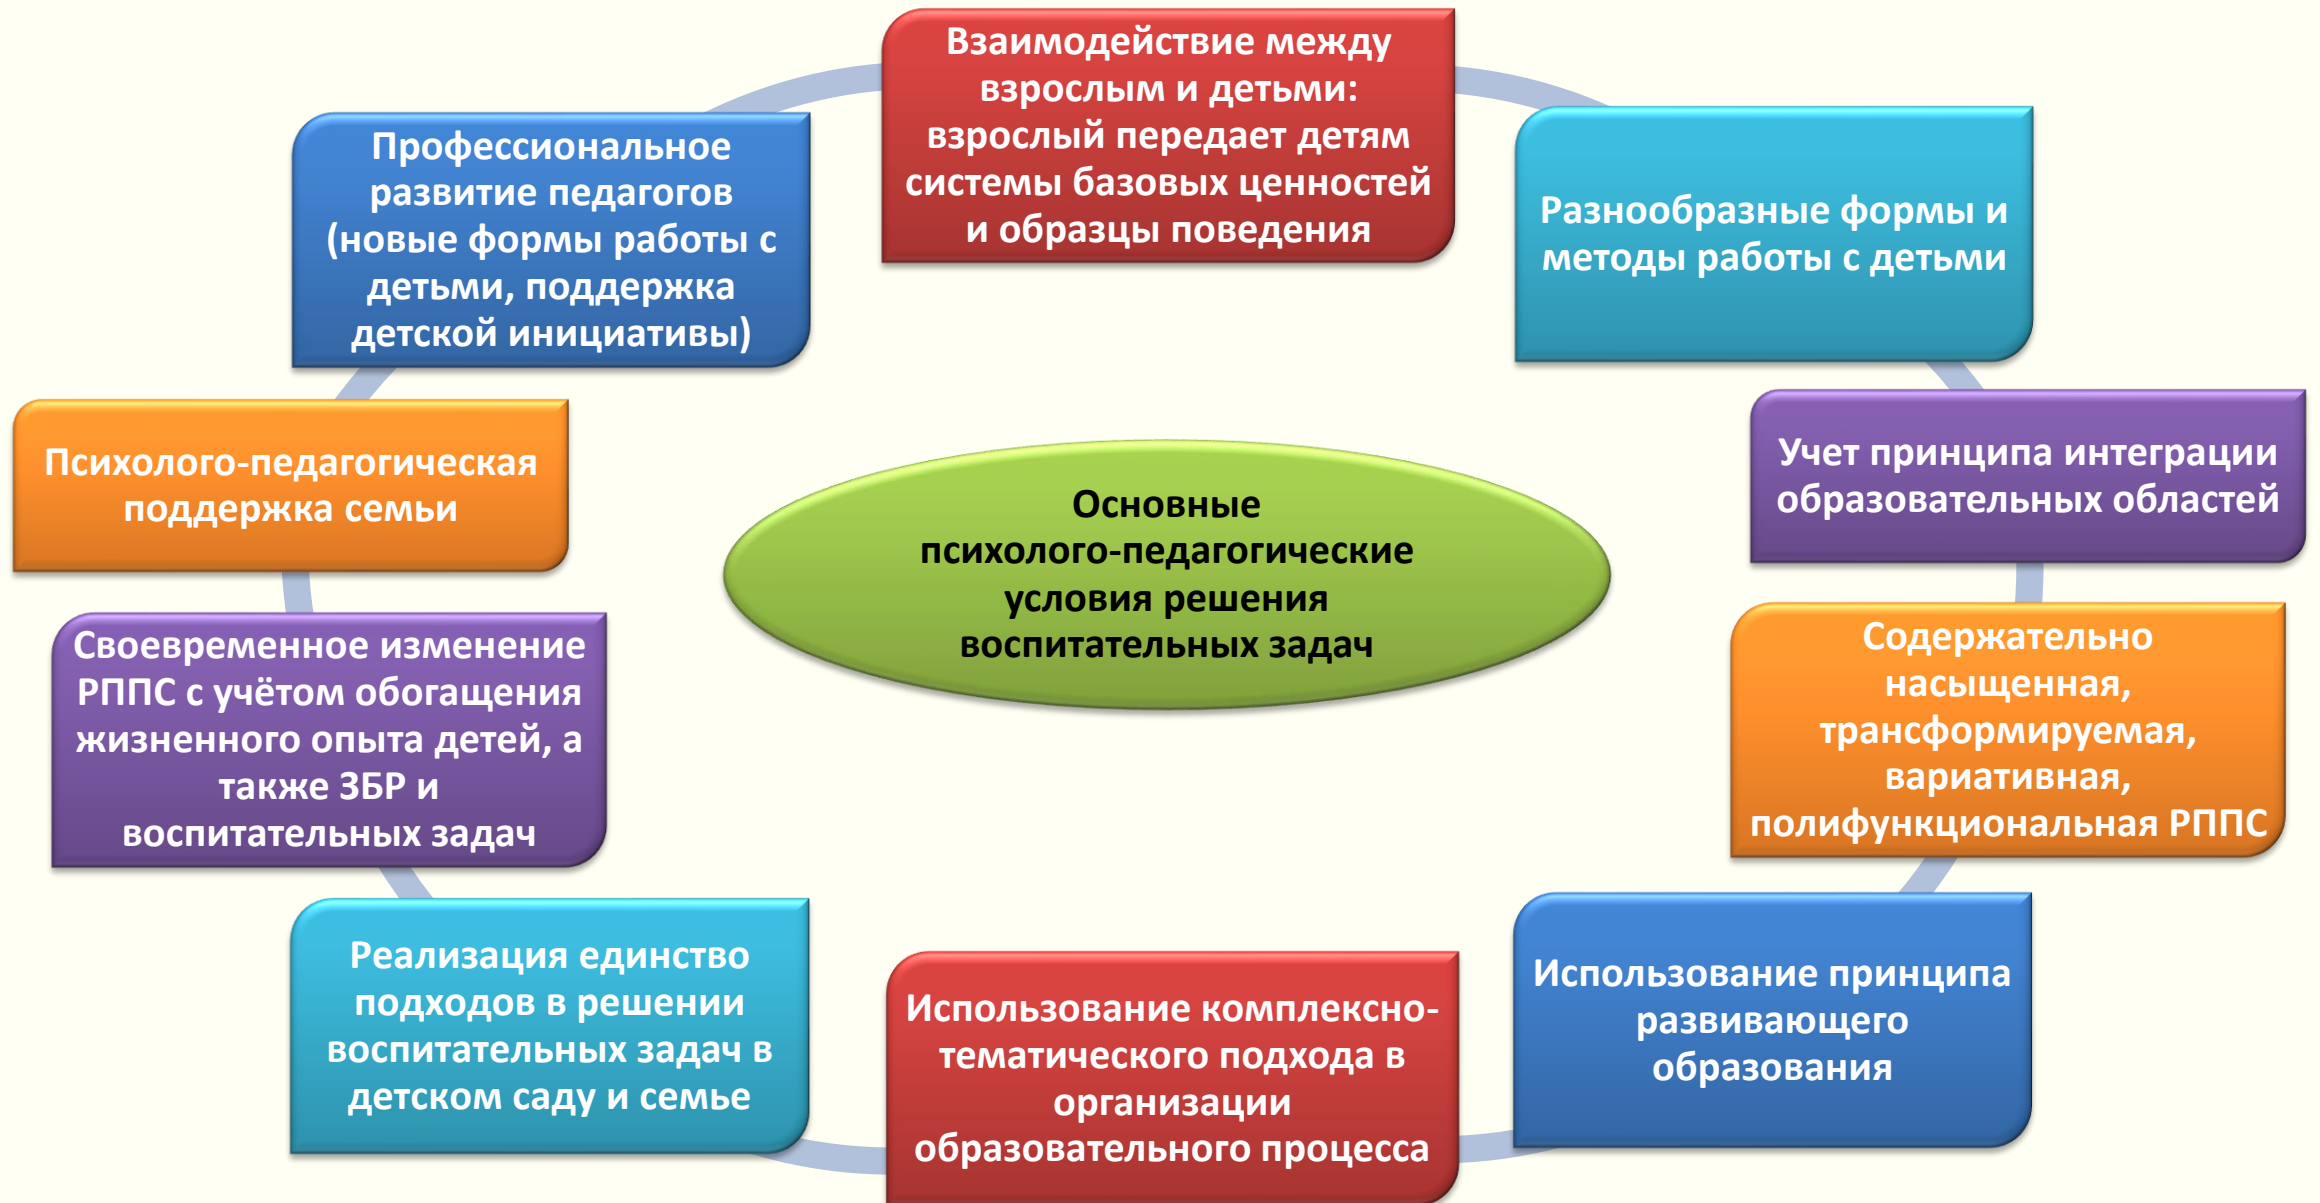 Взаимодействие между
взрослым и детьми:
взрослый передает детям
системы базовых ценностей
и образцы поведения
Разнообразные формы и
методы работы с детьми
Учет принципа интеграции
образовательных областей
Содержательно
насыщенная,
трансформируемая,
вариативная,
полифункциональная РППС
Использование принципа
развивающего
образования
Использование комплексно-
тематического подхода в
организации
образовательного процесса
Реализация единство
подходов в решении
воспитательных задач в
детском саду и семье
Своевременное изменение
РППС с учётом обогащения
жизненного опыта детей, а
также ЗБР и
воспитательных задач
Психолого-педагогическая
поддержка семьи
Профессиональное
развитие педагогов
(новые формы работы с
детьми, поддержка
детской инициативы)
Основные
психолого-педагогические
условия решения
воспитательных задач